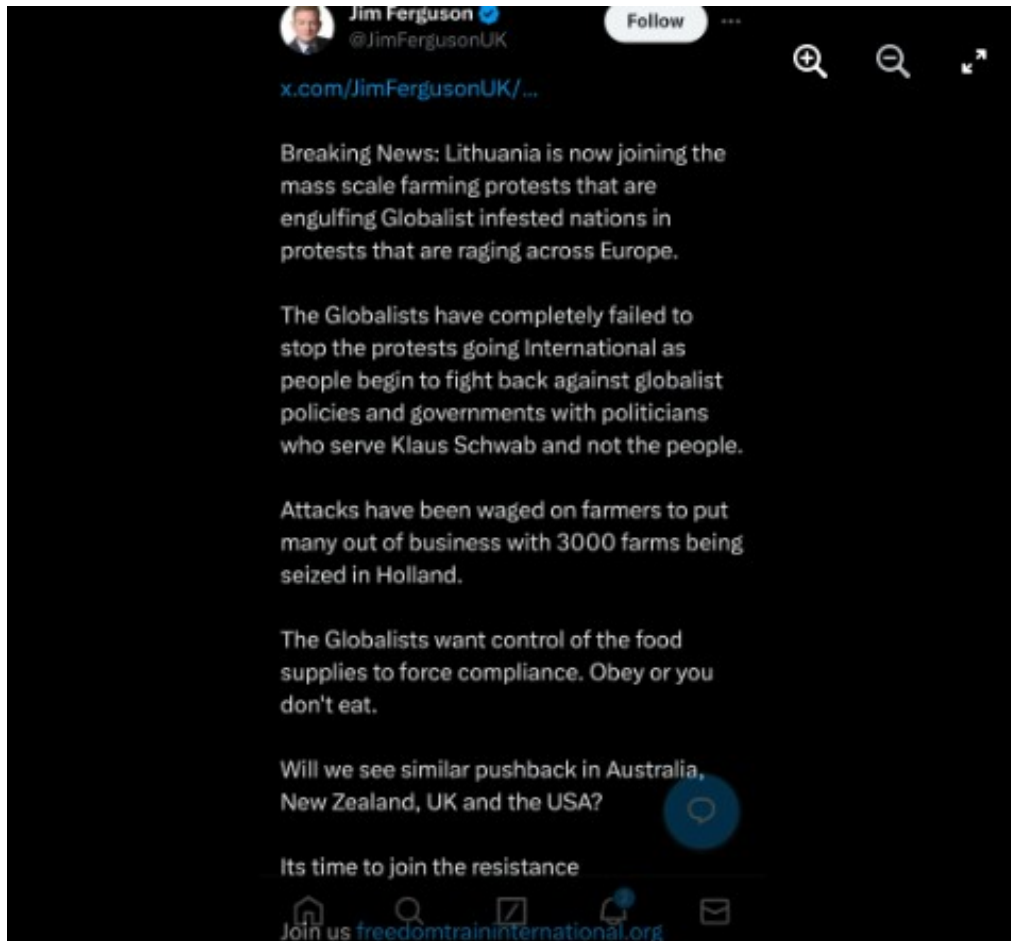 Jim Ferguson
@JimFergusonUK
Follow
x.com/JimFergusonUK/...
Breaking News: Lithuania is now joining the
mass scale farming protests that are
engulfing Globalist infested nations in
protests that are raging across Europe.
The Globalists have completely failed to
stop the protests going International as
people begin to fight back against globalist
policies and governments with politicians
who serve Klaus Schwab and not the people.
Attacks have been waged on farmers to put
many out of business with 3000 farms being
seized in Holland.
The Globalists want control of the food
supplies to force compliance. Obey or you
don't eat.
Will we see similar pushback in Australia,
New Zealand, UK and the USA?
Its time to join the resistance
Join us freedomtraininternational.org